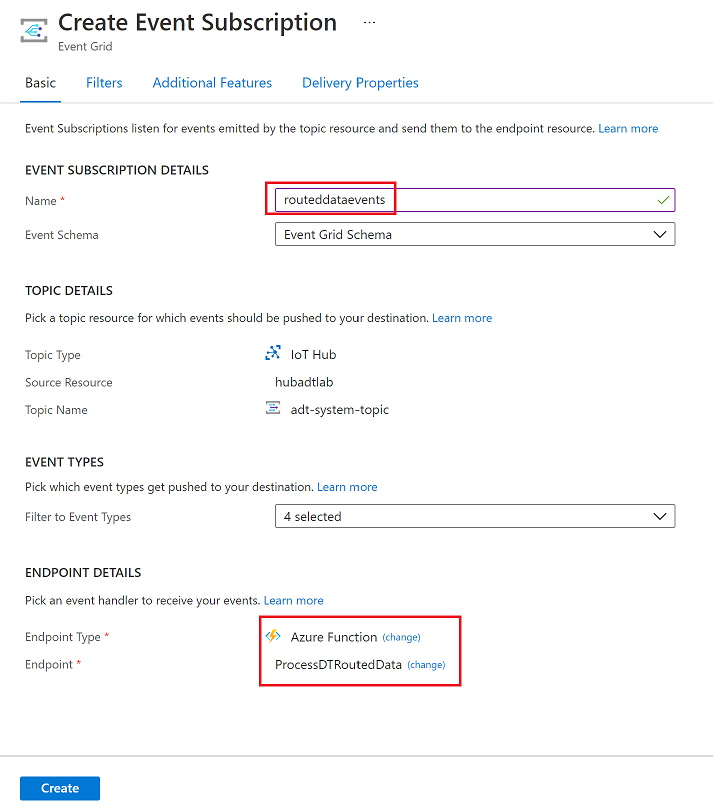 Create Event Subscription ...
Event Grid
Basic Filters Additional Features Delivery Properties
Event Subscriptions listen for events emitted by the topic resource and send them to the endpoint resource. Learn more
EVENT SUBSCRIPTION DETAILS
Name * routeddataevents
Event Schema Event Grid Schema
TOPIC DETAILS
Pick a topic resource for which events should be pushed to your destination. Learn more
Topic Type IoT Hub
Source Resource hubadtlab
Topic Name adt-system-topic
EVENT TYPES
Pick which event types get pushed to your destination. Learn more
Filter to Event Types 4 selected
ENDPOINT DETAILS
Pick an event handler to receive your events. Learn more
Endpoint Type * Azure Function (change)
Endpoint * ProcessDTRoutedData (change)
Create